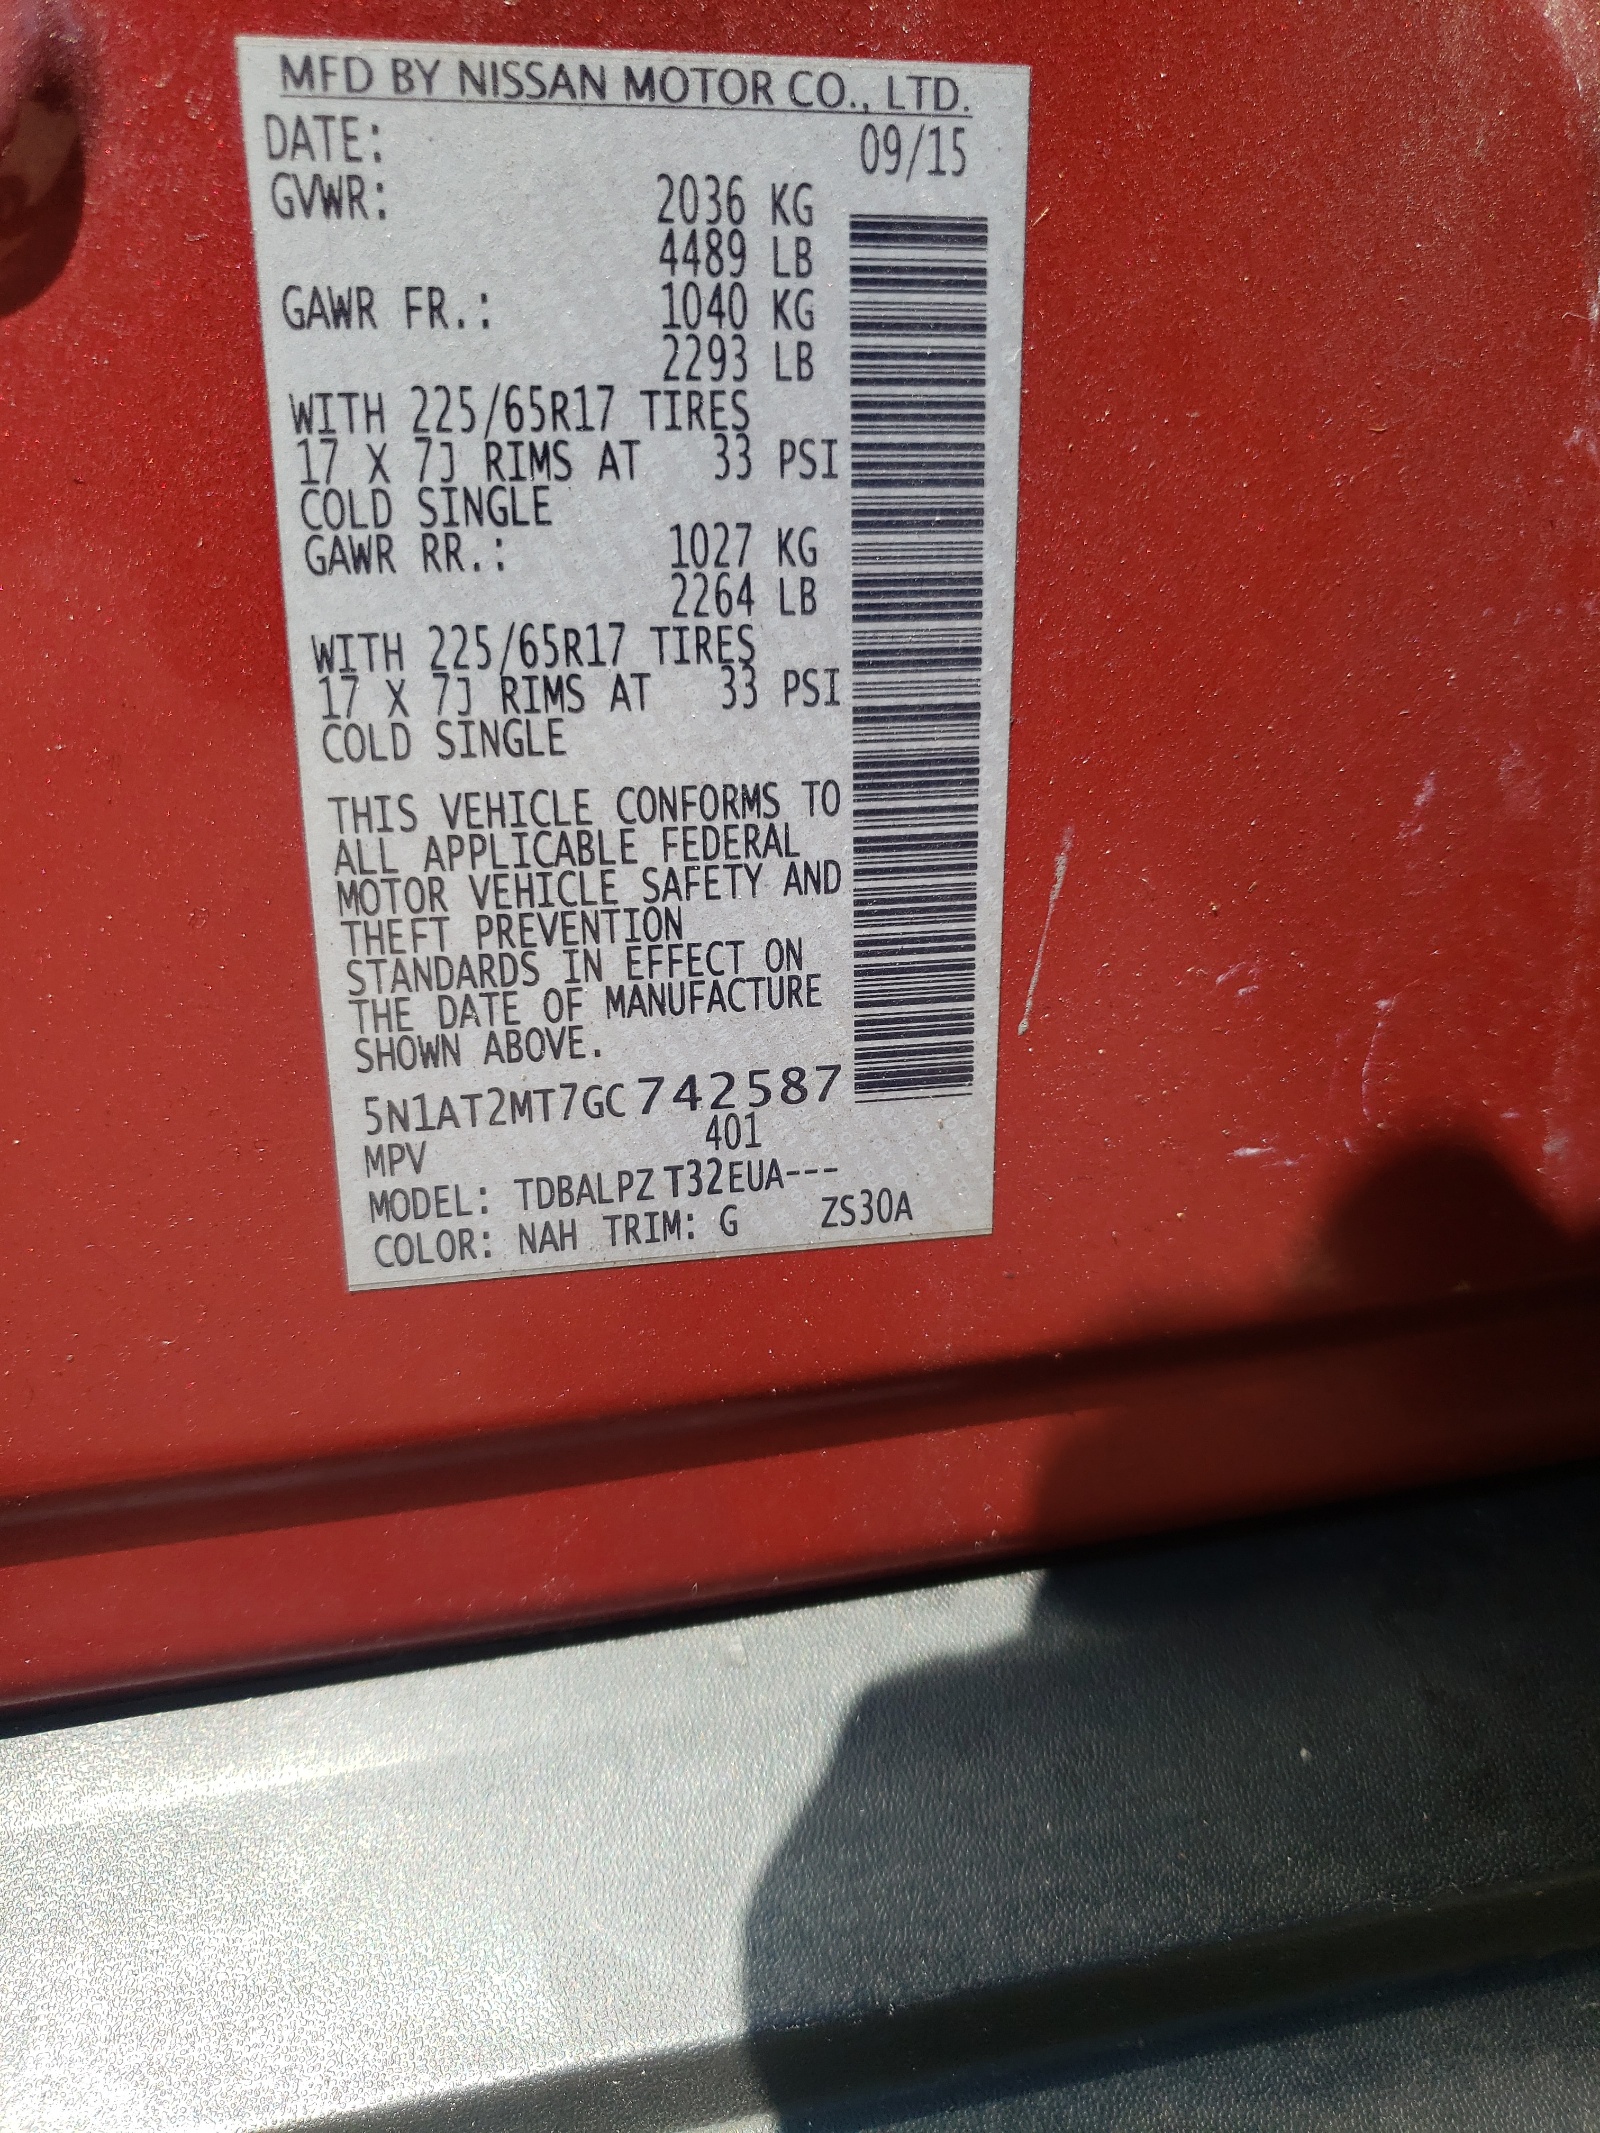 MFD BY NISSAN MOTOR CO., LTD.
DATE: 09/15
GVWR: 2036 KG
4489 LB
GAWR FR.: 1040 KG
2293 LB
WITH 225/65R17 TIRES
17 X 7J RIMS AT 33 PSI
COLD SINGLE
GAWR RR.: 1027 KG
2264 LB
WITH 225/65R17 TIRES
17 X 7J RIMS AT 33 PSI
COLD SINGLE
THIS VEHICLE CONFORMS TO
ALL APPLICABLE FEDERAL
MOTOR VEHICLE SAFETY AND
THEFT PREVENTION
STANDARDS IN EFFECT ON
THE DATE OF MANUFACTURE
SHOWN ABOVE.
5N1AT2MT7GC742587
MPV 401
MODEL: TDBALPZ T32EUA---
COLOR: NAH TRIM: G ZS30A